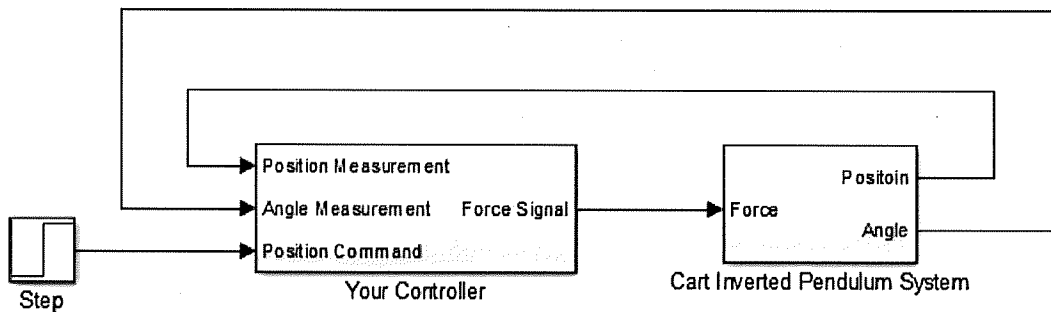 Position Measurement
Angle Measurement
Position Command
Force Signal
Your Controller
Force
Positoin
Angle
Cart Inverted Pendulum System
Step